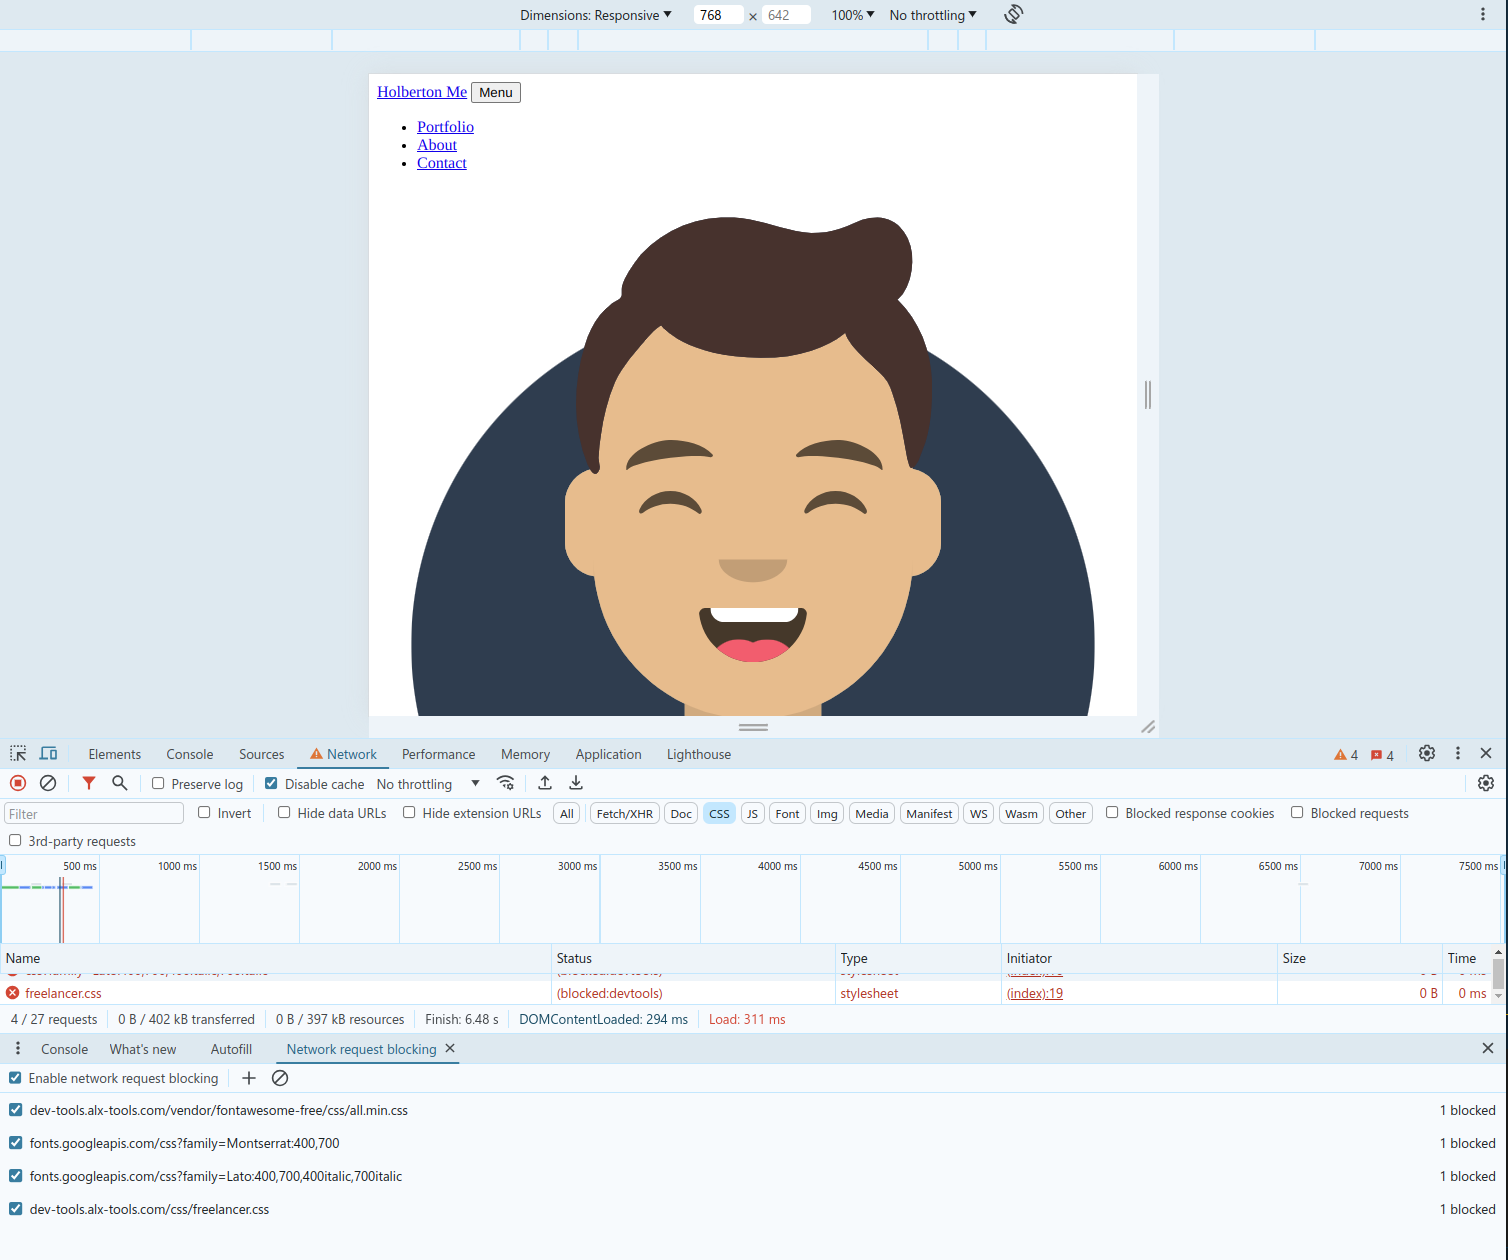 Dimensions: Responsive 768 × 642 100% No throttling
Holberton Me Menu
Portfolio
About
Contact
Elements Console Sources Network Performance Memory Application Lighthouse 4 4
Preserve log Disable cache No throttling
Filter Invert Hide data URLs Hide extension URLs All Fetch/XHR Doc CSS JS Font Img Media Manifest WS Wasm Other Blocked response cookies Blocked requests
3rd-party requests
500 ms 1000 ms 1500 ms 2000 ms 2500 ms 3000 ms 3500 ms 4000 ms 4500 ms 5000 ms 5500 ms 6000 ms 6500 ms 7000 ms 7500 ms
Name Status Type Initiator Size Time
freelancer.css (blocked:devtools) stylesheet (index):19 0 B 0 ms
4 / 27 requests 0 B / 402 kB transferred 0 B / 397 kB resources Finish: 6.48 s DOMContentLoaded: 294 ms Load: 311 ms
Console What's new Autofill Network request blocking
Enable network request blocking
dev-tools.alx-tools.com/vendor/fontawesome-free/css/all.min.css 1 blocked
fonts.googleapis.com/css?family=Montserrat:400,700 1 blocked
fonts.googleapis.com/css?family=Lato:400,700,400italic,700italic 1 blocked
dev-tools.alx-tools.com/css/freelancer.css 1 blocked